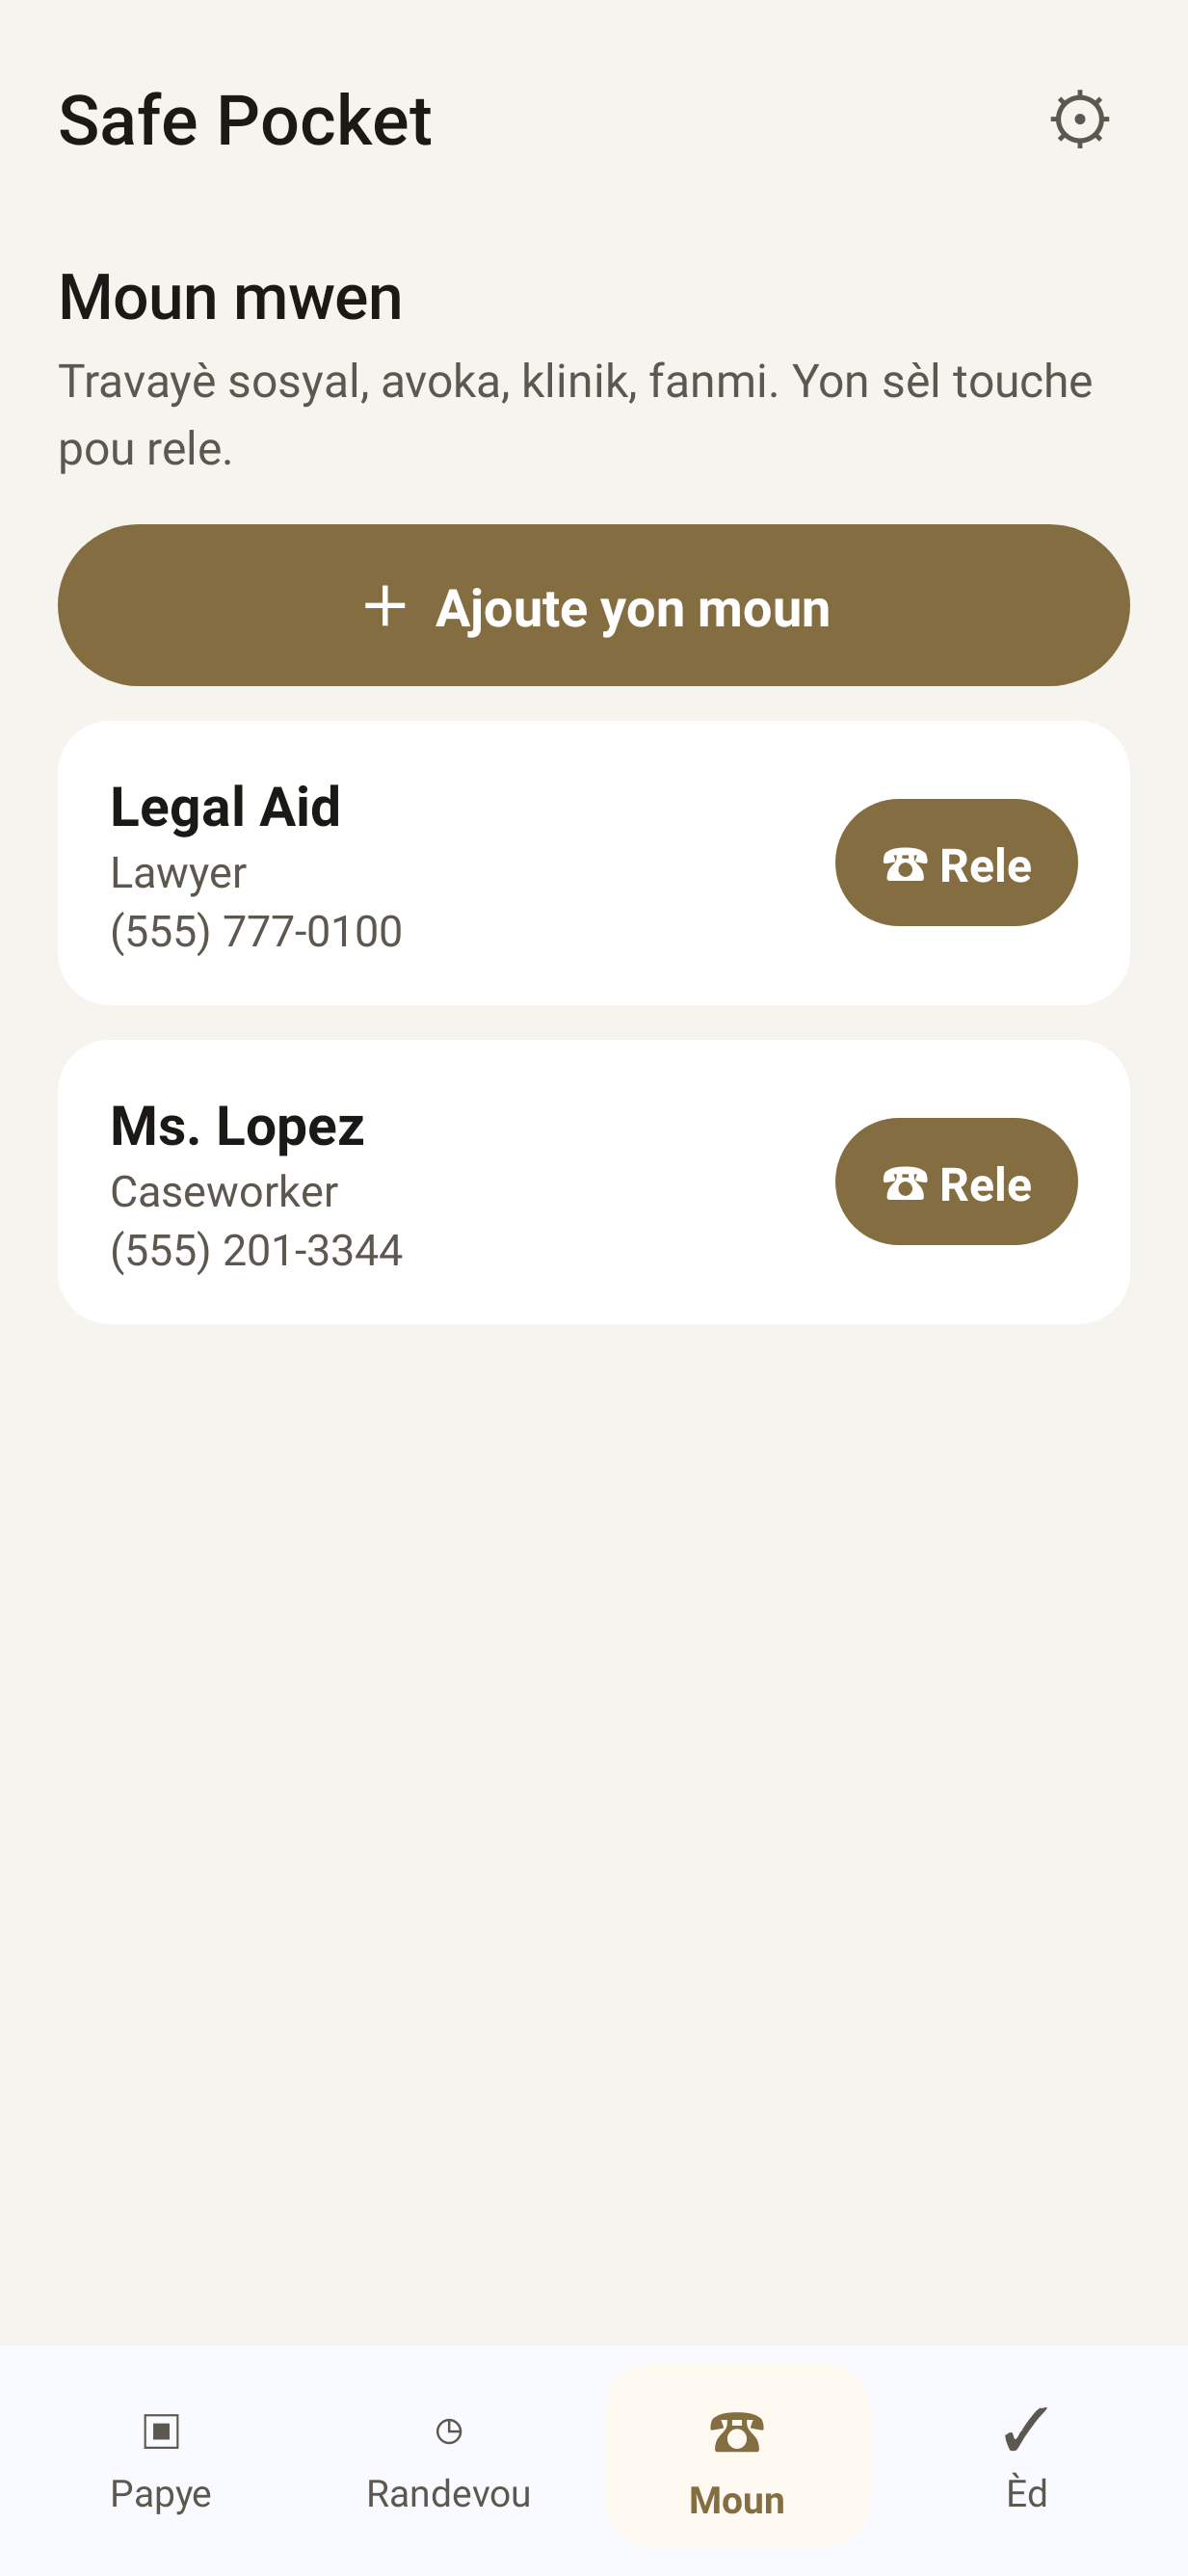 Safe Pocket
Moun mwen
Travayè sosyal, avoka, klinik, fanmi. Yon sèl touche
pou rele.
+ Ajoute yon moun
Legal Aid
Lawyer
(555) 777-0100
☎ Rele
Ms. Lopez
Caseworker
(555) 201-3344
☎ Rele
Papye
Randevou
Moun
Èd